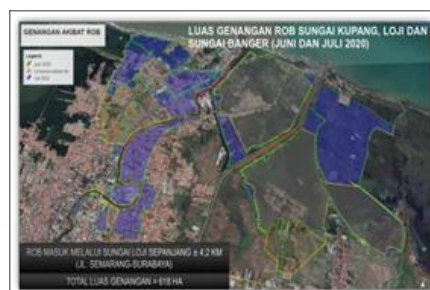 GENANGAN AKIBAT ROB
LUAS GENANGAN ROB SUNGAI KUPANG, LOJI DAN
SUNGAI BANGER (JUNI DAN JULI 2020)
ROB MASUK MELALUI SUNGAI LOJI SEPANJANG ± 4,2 KM
(JL. SEMARANG-SURABAYA)
TOTAL LUAS GENANGAN = 618 HA